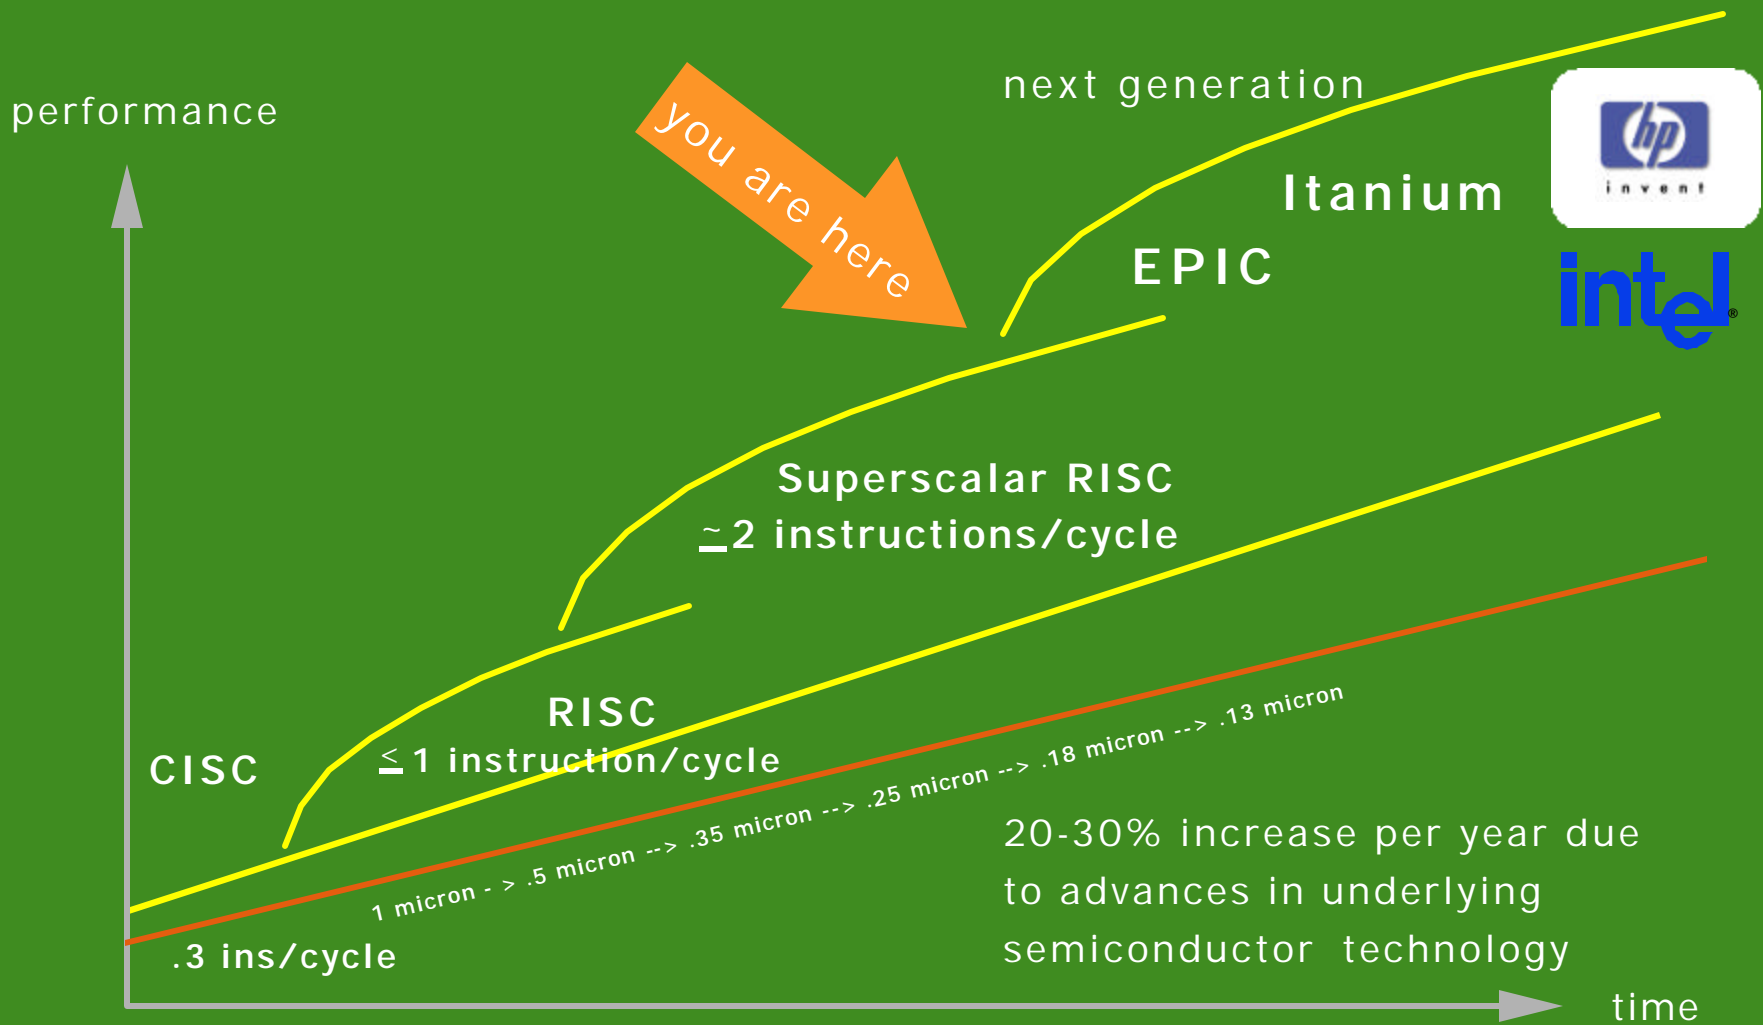 performance
you are here
next generation
hp
invent
Itanium
EPIC
intel®
Superscalar RISC
~2 instructions/cycle
RISC
≤ 1 instruction/cycle
CISC
1 micron - > .5 micron --> .35 micron --> .25 micron --> .18 micron --> .13 micron
.3 ins/cycle
20-30% increase per year due
to advances in underlying
semiconductor technology
time